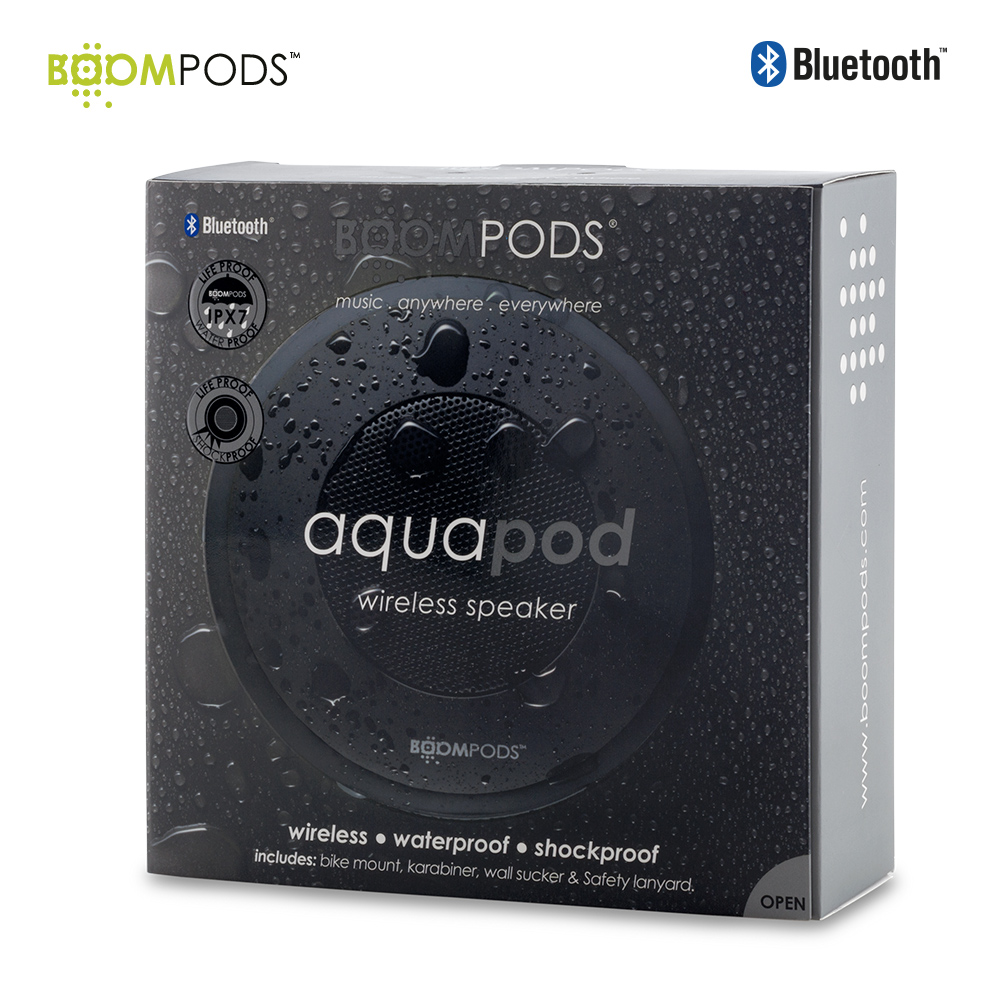 BOOMPODS™
Bluetooth™
Bluetooth®
BOOMPODS®
music . anywhere . everywhere
LIFE PROOF
BOOMPODS
IPX7
WATER PROOF
LIFE PROOF
SHOCKPROOF
aquapod
wireless speaker
BOOMPODS™
wireless ● waterproof ● shockproof
includes: bike mount, karabiner, wall sucker & Safety lanyard.
OPEN
www.boompods.com